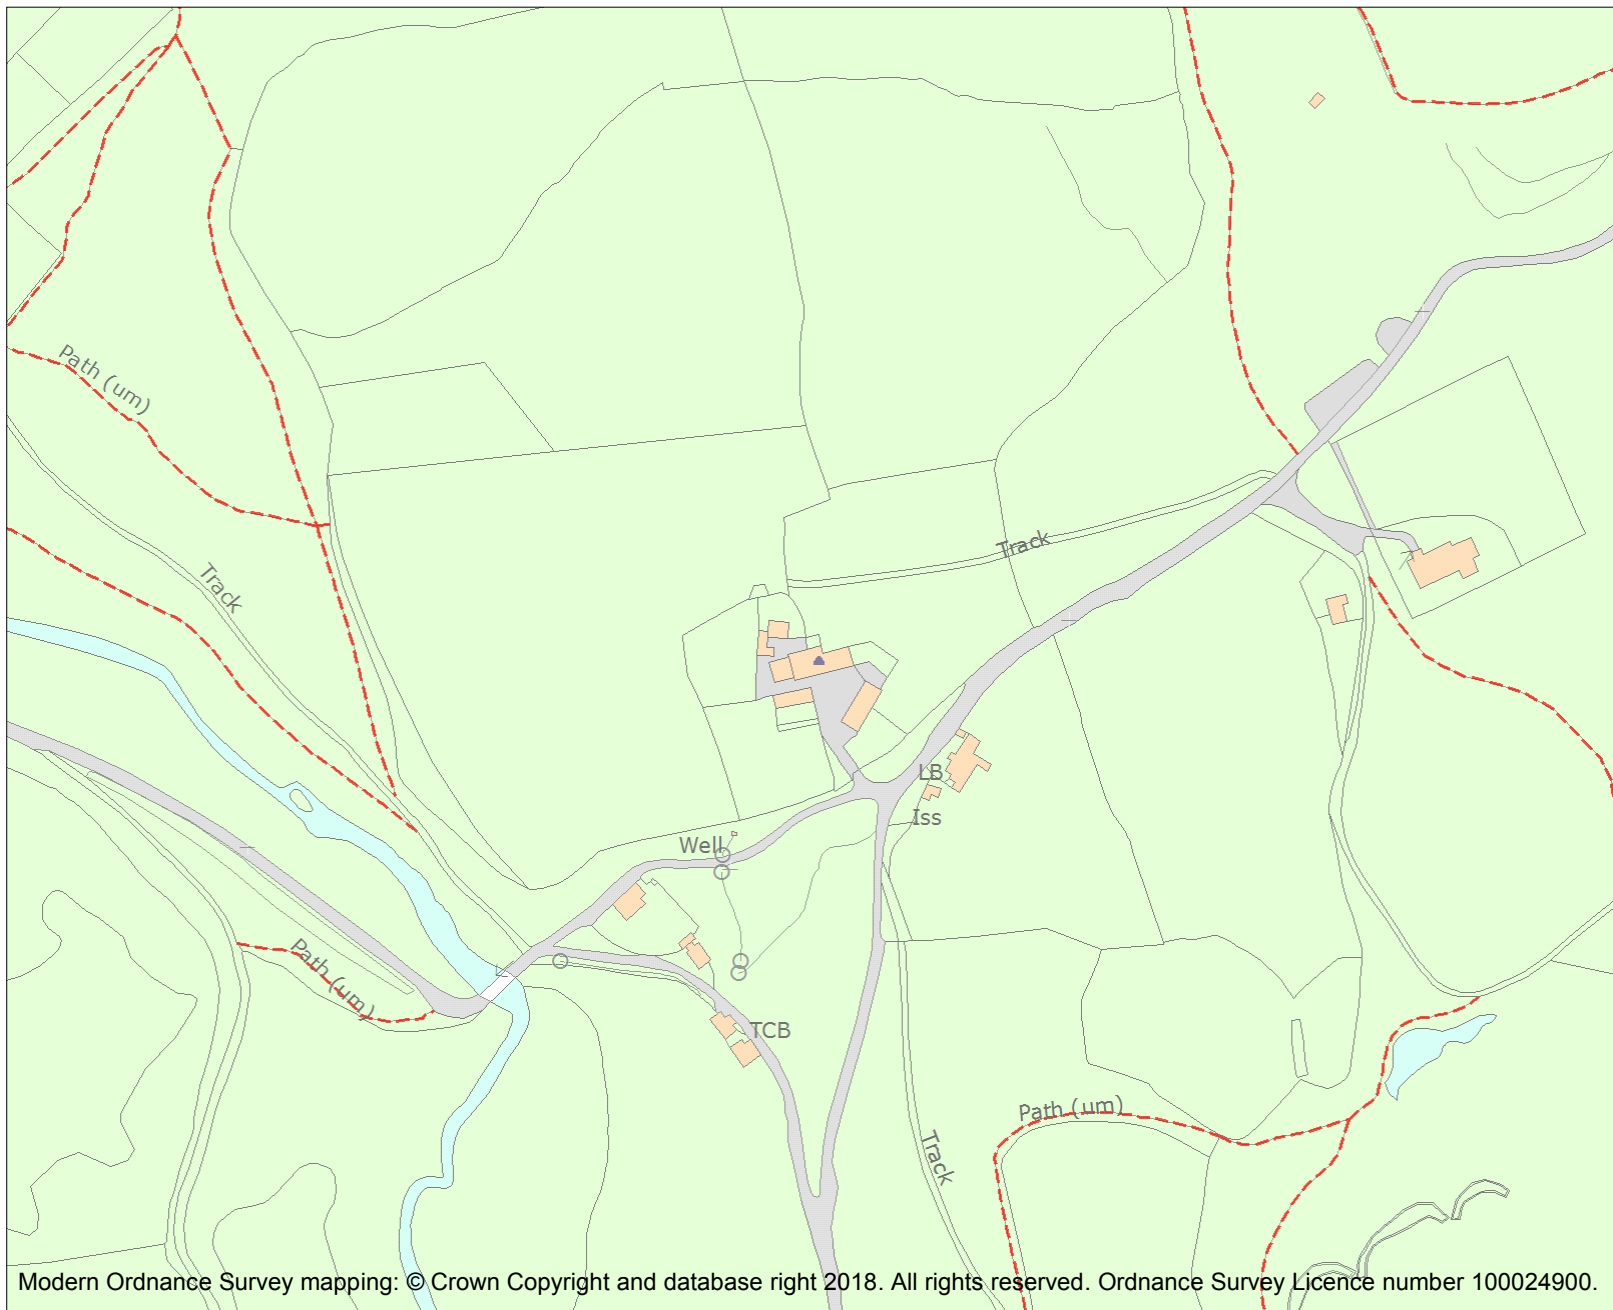 Path (um)
Track
Track
LB
Iss
Well
Path (um)
TCB
Path (um)
Track
Modern Ordnance Survey mapping: © Crown Copyright and database right 2018. All rights reserved. Ordnance Survey Licence number 100024900.